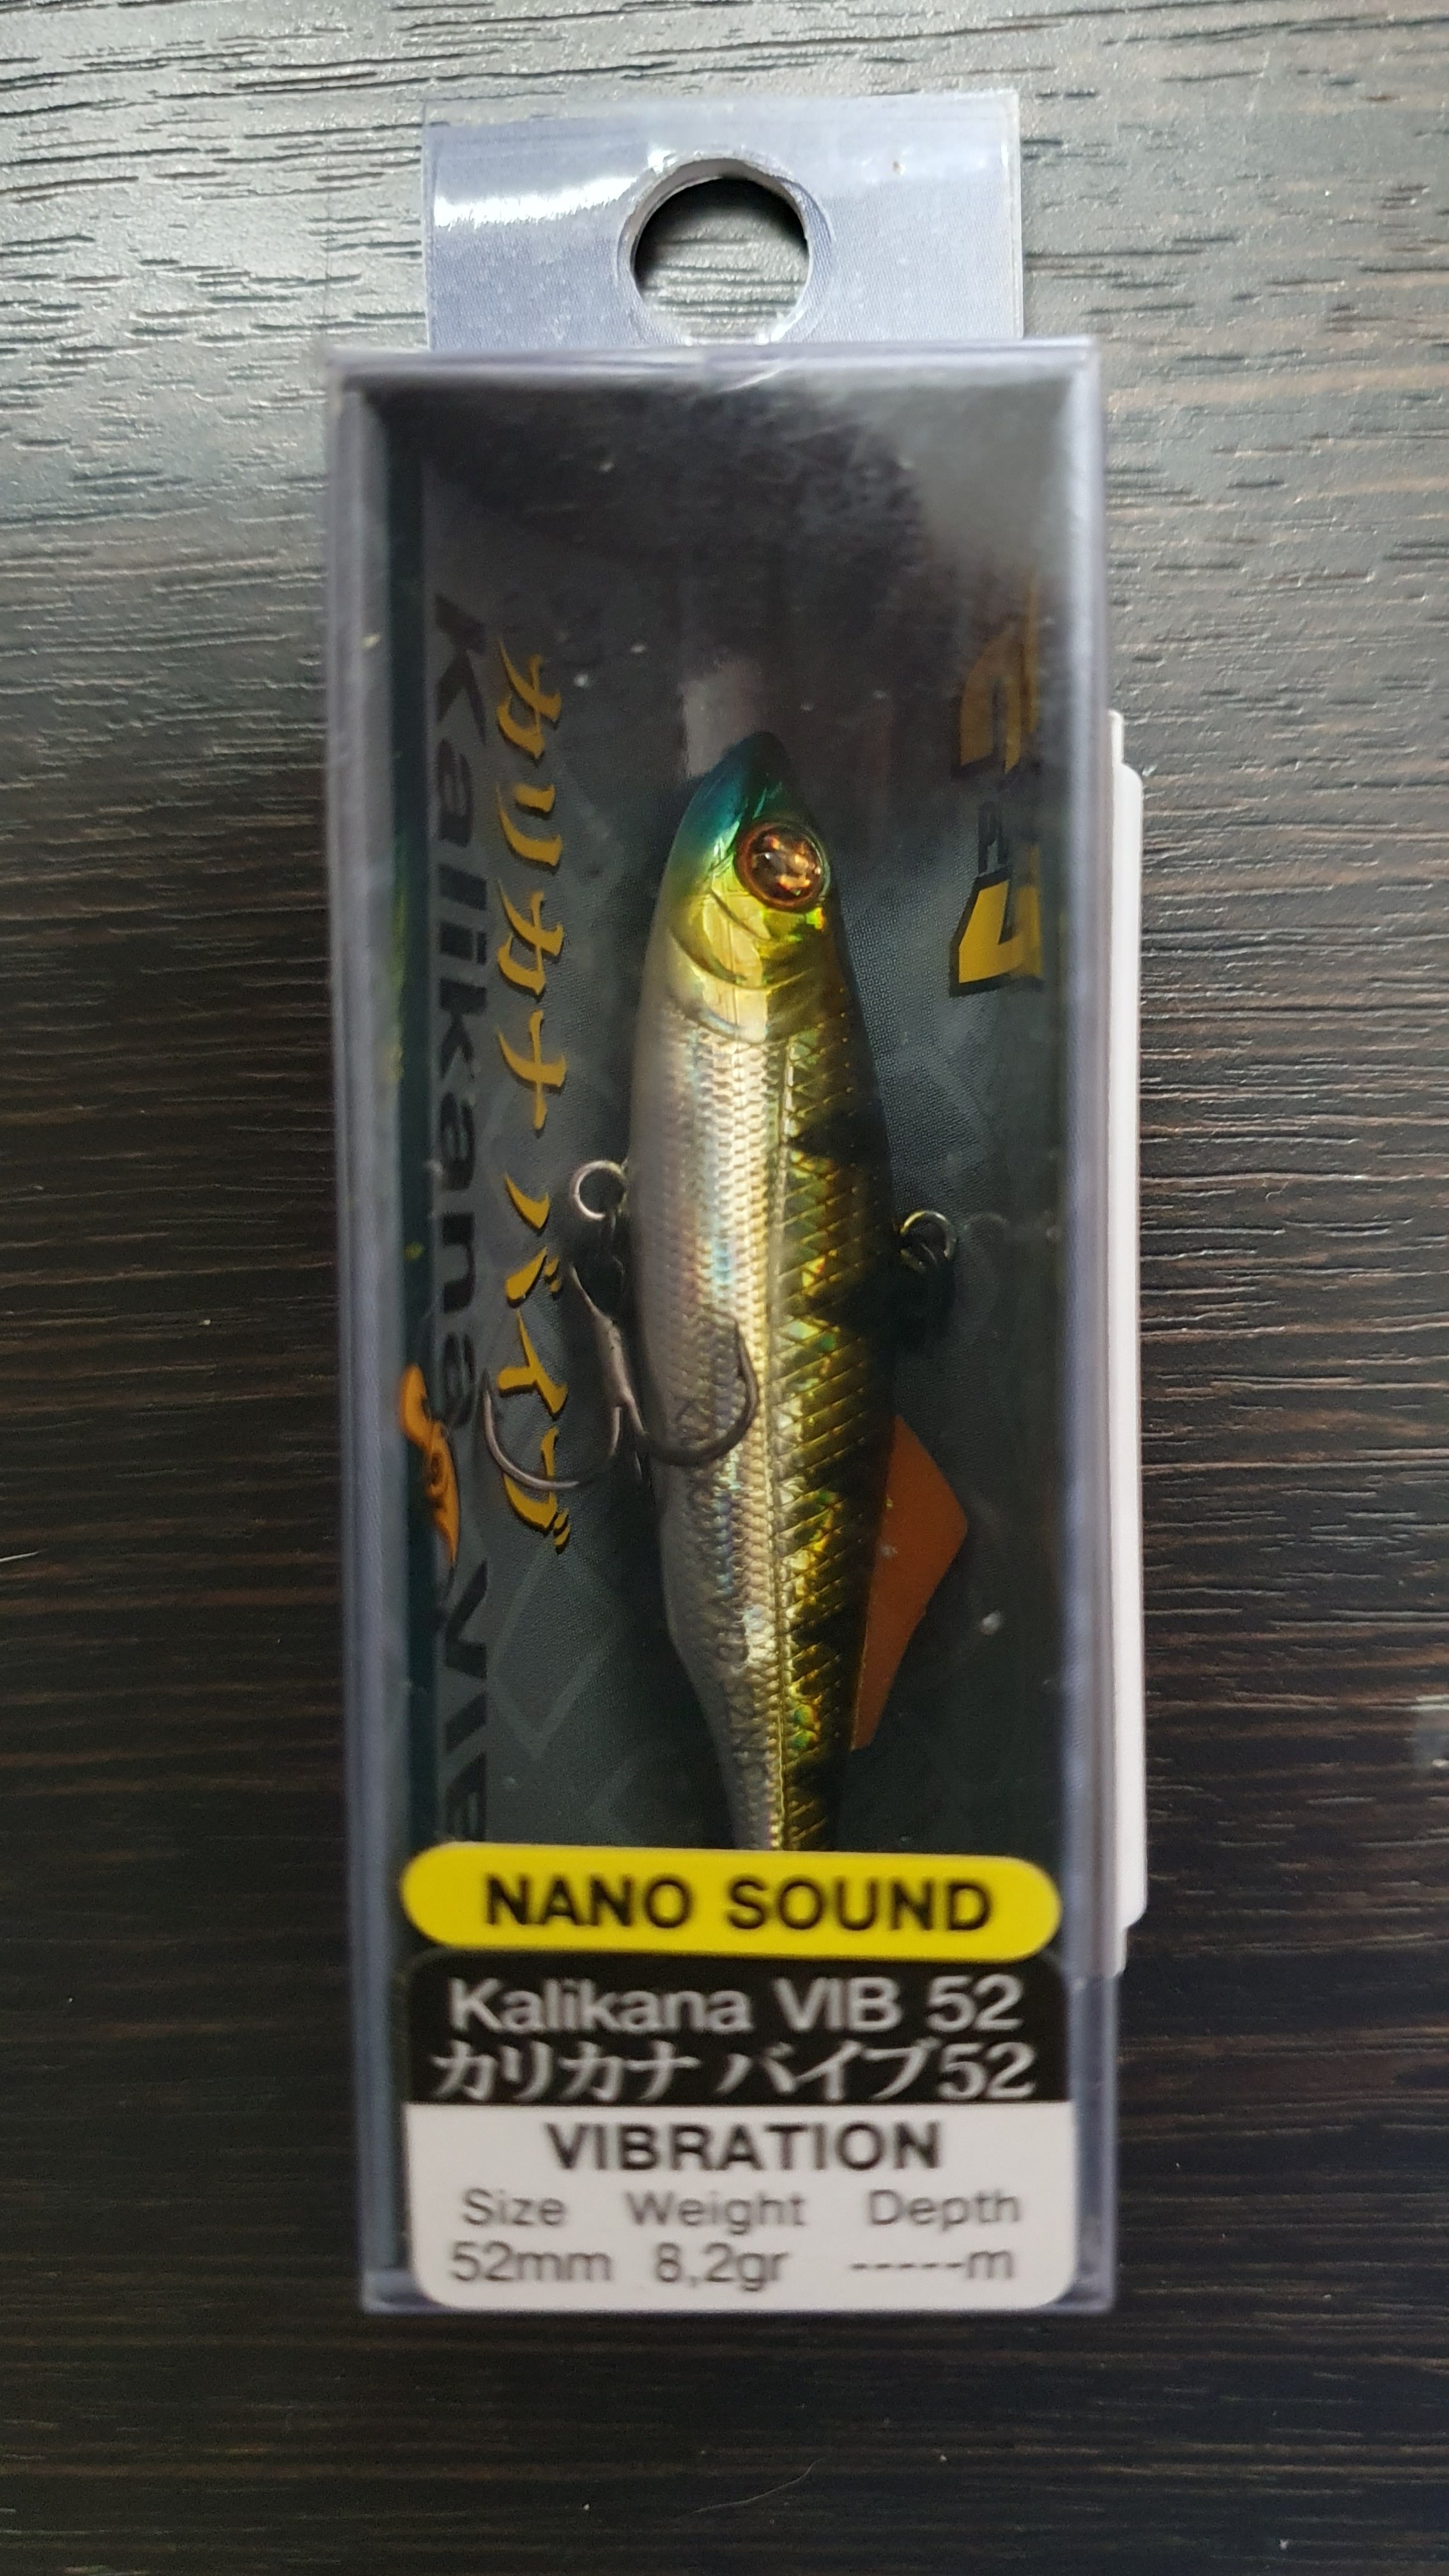 Kalikana Vib
カリカナ バイブ
NANO SOUND
Kalikana VIB 52
カリカナ バイブ52
VIBRATION
Size Weight Depth
52mm 8,2gr -----m